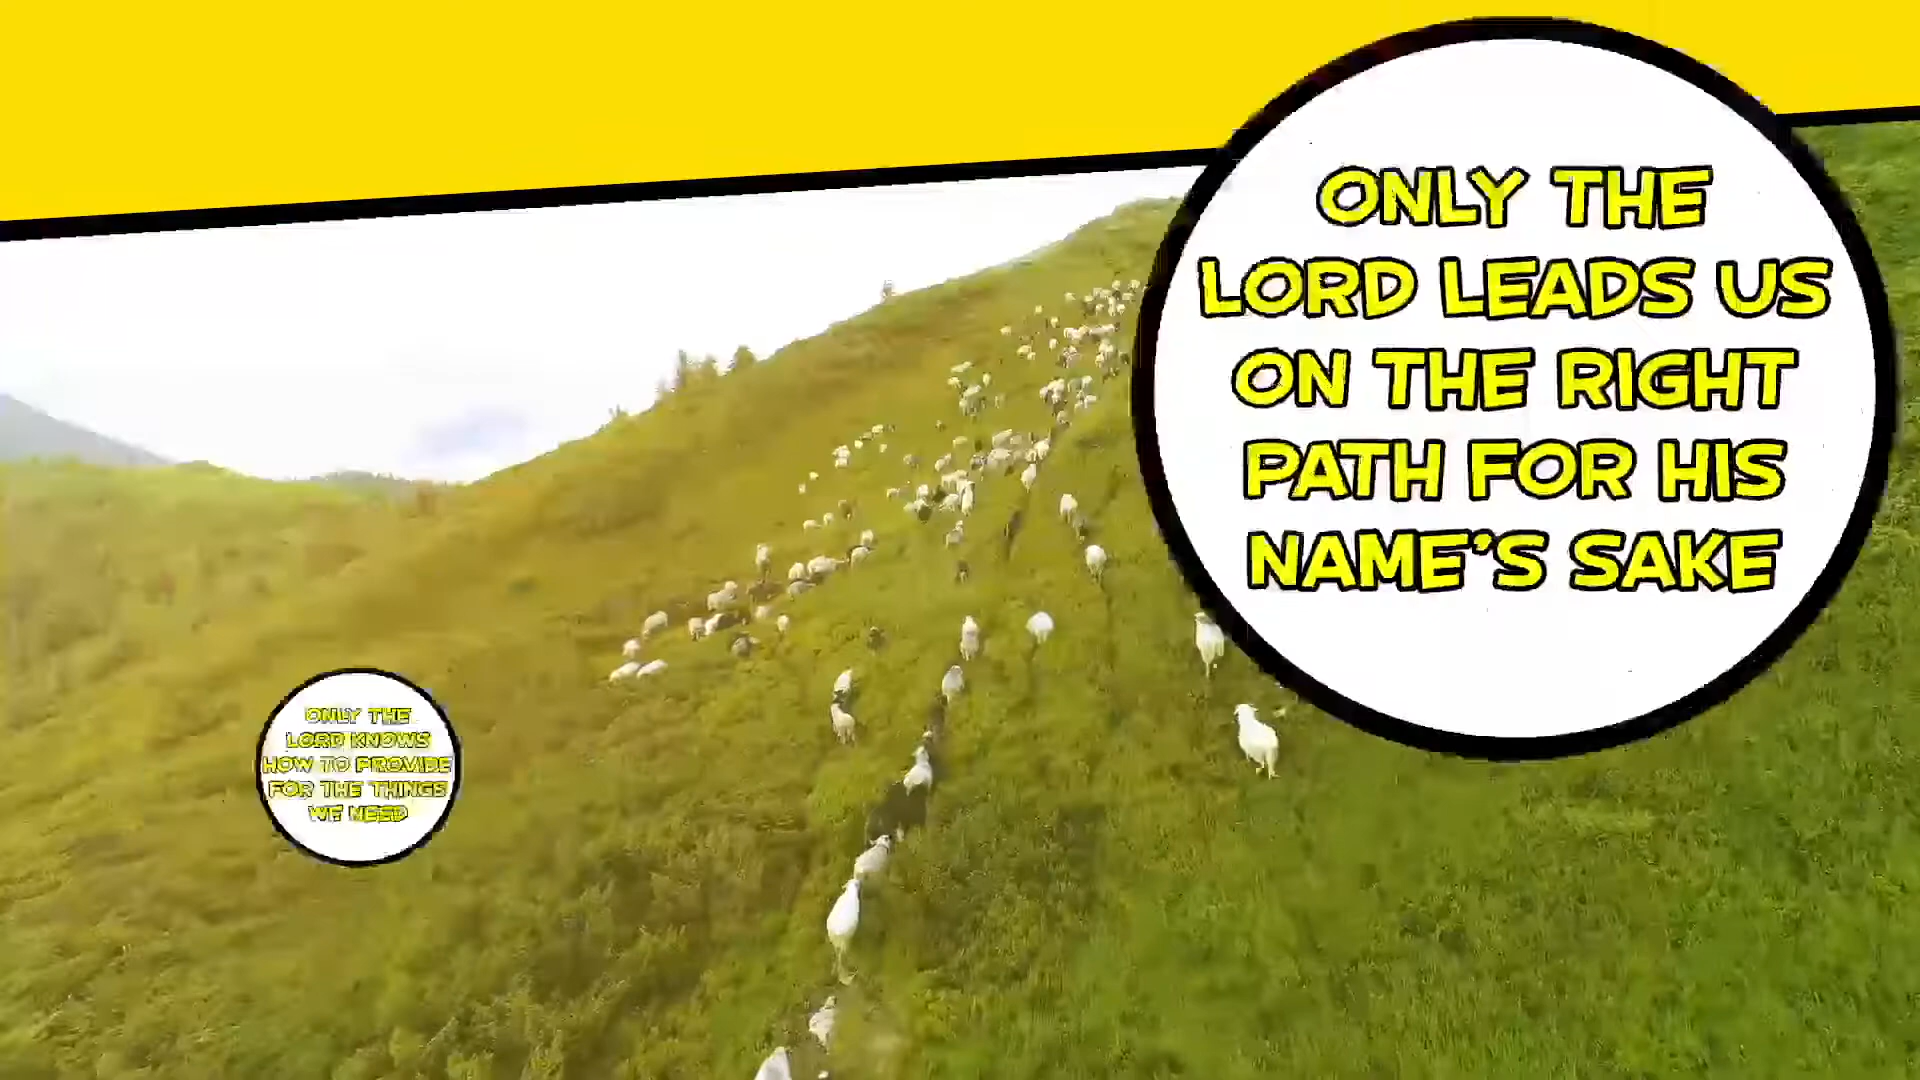 ONLY THE
LORD LEADS US
ON THE RIGHT
PATH FOR HIS
NAME'S SAKE
ONLY THE
LORD KNOWS
HOW TO PROVIDE
FOR THE THINGS
WE NEED